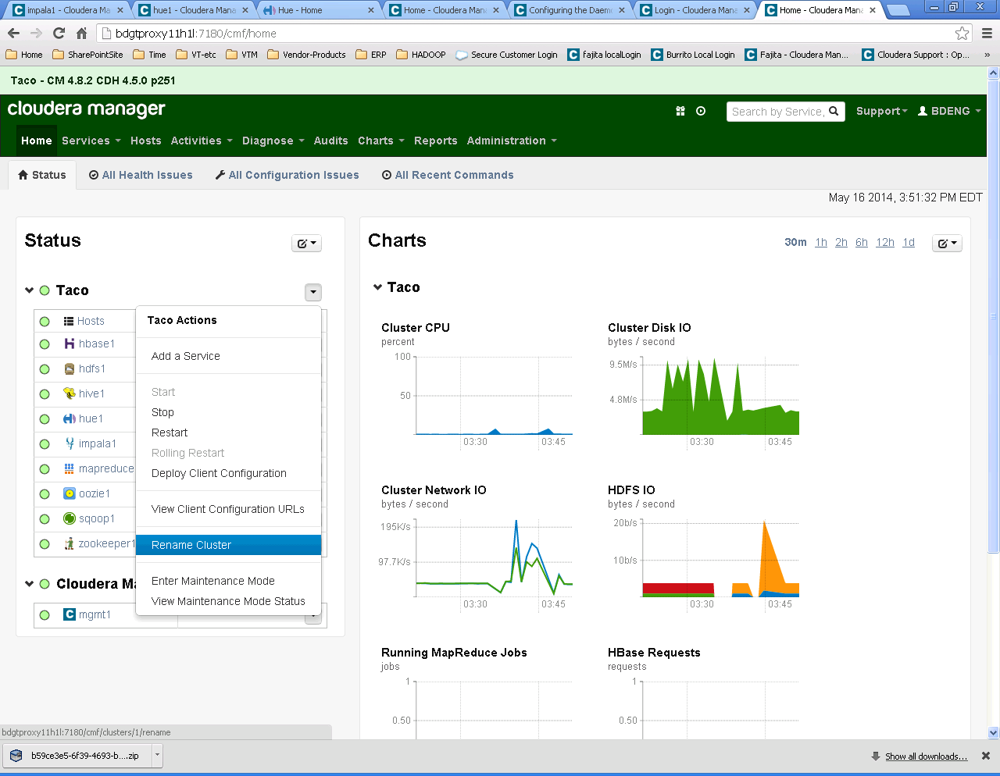 impala1 - Cloudera Ma
hue1 - Cloudera Mana
Hue - Home
Home - Cloudera Mana
Configuring the Daem
Login - Cloudera Mana
Home - Cloudera Mana
bdgtproxy11h1l:7180/cmf/home
Home
SharePointSite
Time
VT-etc
VTM
Vendor-Products
ERP
HADOOP
Secure Customer Login
fajita localLogin
Burrito Local Login
Fajita - Cloudera Man...
Cloudera Support : Op...
»
Taco - CM 4.8.2 CDH 4.5.0 p251
cloudera manager
Search by Service,
Support
BDENG
Home
Services
Hosts
Activities
Diagnose
Audits
Charts
Reports
Administration
Status
All Health Issues
All Configuration Issues
All Recent Commands
May 16 2014, 3:51:32 PM EDT
Status
Taco
Hosts
hbase1
hdfs1
hive1
hue1
impala1
mapreduce
oozie1
sqoop1
zookeeper1
Cloudera Ma
mgmt1
Taco Actions
Add a Service
Start
Stop
Restart
Rolling Restart
Deploy Client Configuration
View Client Configuration URLs
Rename Cluster
Enter Maintenance Mode
View Maintenance Mode Status
Charts
30m 1h 2h 6h 12h 1d
Taco
Cluster CPU
percent
100
50
03:30 03:45
Cluster Disk IO
bytes / second
9.5M/s
4.8M/s
03:30 03:45
Cluster Network IO
bytes / second
195K/s
97.7K/s
03:30 03:45
HDFS IO
bytes / second
20b/s
10b/s
03:30 03:45
Running MapReduce Jobs
jobs
1
0.50
HBase Requests
requests
1
0.50
bdgtproxy11h1l:7180/cmf/clusters/1/rename
b59ce3e5-6f39-4693-b....zip
Show all downloads...